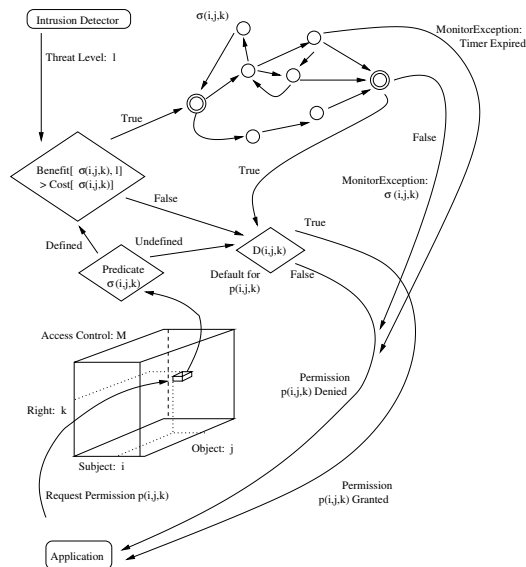 Intrusion Detector
σ(i,j,k)
MonitorException:
Timer Expired
Threat Level: l
True
False
Benefit[ σ(i,j,k), l]
> Cost[ σ(i,j,k)]
True
MonitorException:
σ (i,j,k)
False
True
Defined
Undefined
D(i,j,k)
Predicate
σ(i,j,k)
Default for
p(i,j,k)
False
Access Control: M
Permission
p(i,j,k) Denied
Right: k
Object: j
Subject: i
Request Permission p(i,j,k)
Permission
p(i,j,k) Granted
Application